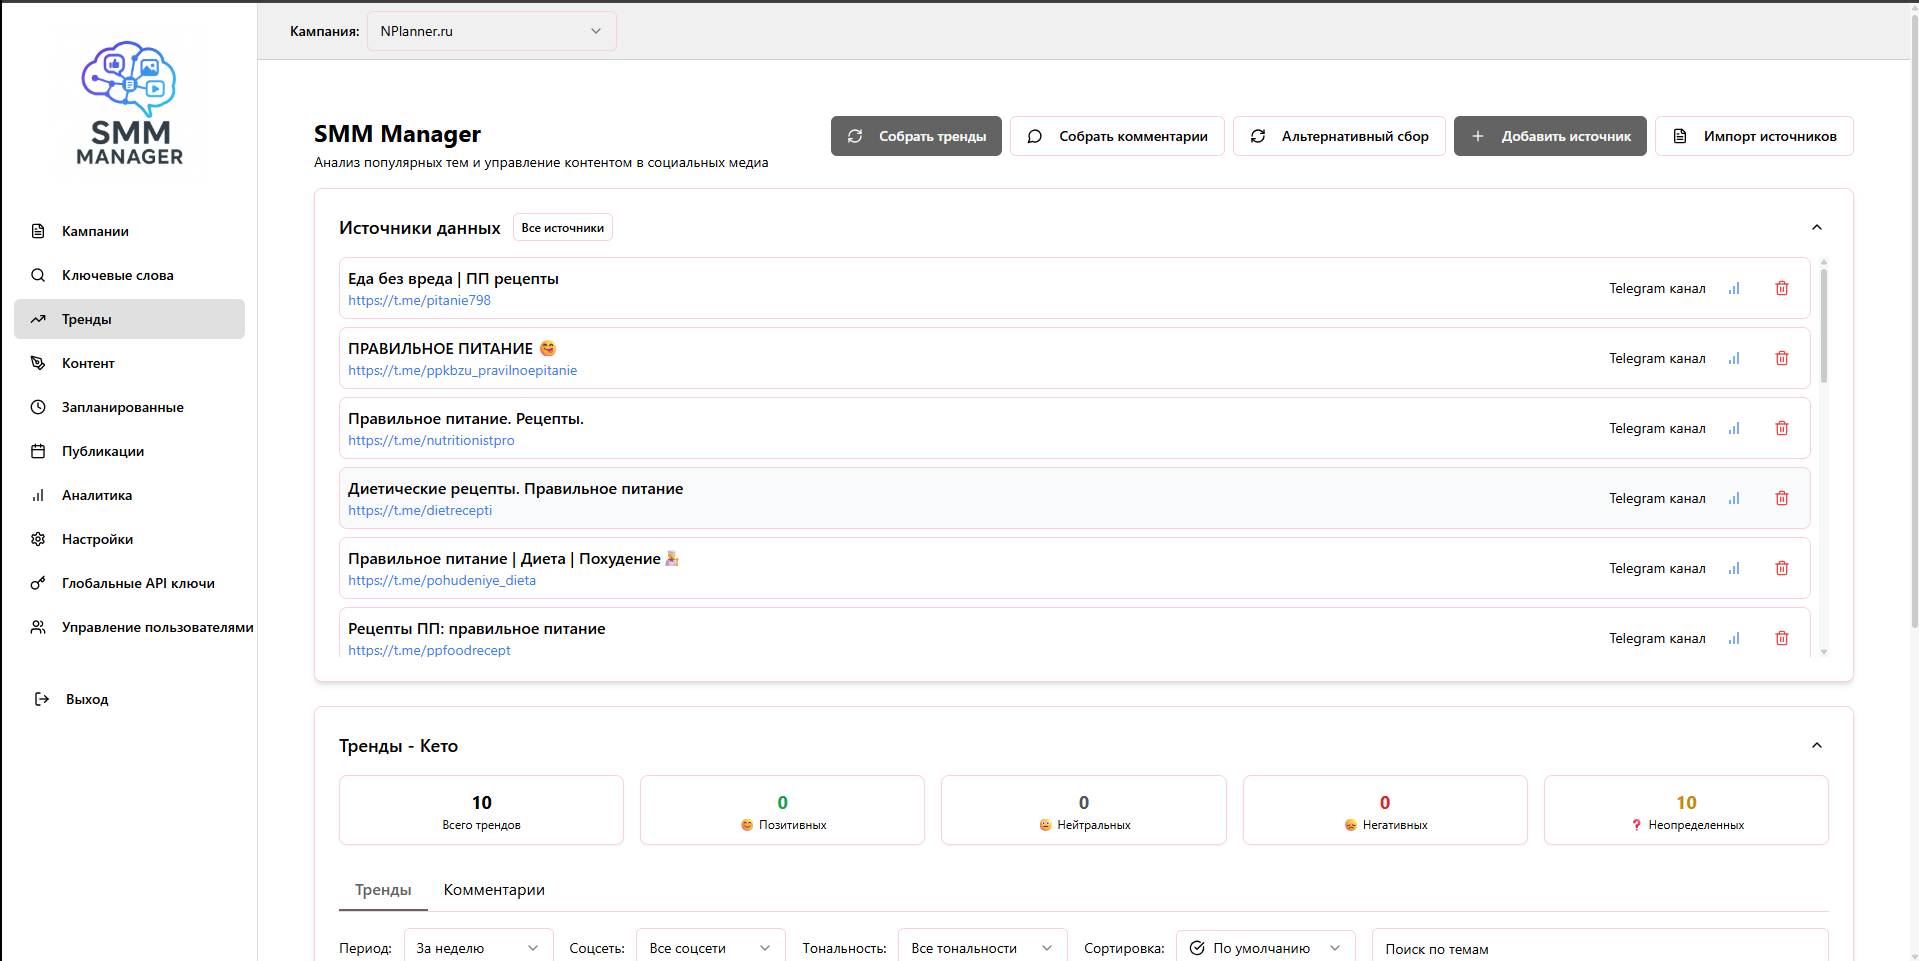 Кампания: NPlanner.ru
SMM
MANAGER
Кампании
Ключевые слова
Тренды
Контент
Запланированные
Публикации
Аналитика
Настройки
Глобальные API ключи
Управление пользователями
Выход
SMM Manager
Анализ популярных тем и управление контентом в социальных медиа
Собрать тренды
Собрать комментарии
Альтернативный сбор
Добавить источник
Импорт источников
Источники данных
Все источники
Еда без вреда | ПП рецепты
https://t.me/pitanie798
Telegram канал
ПРАВИЛЬНОЕ ПИТАНИЕ 😋
https://t.me/ppkbzu_pravilnoepitanie
Telegram канал
Правильное питание. Рецепты.
https://t.me/nutritionistpro
Telegram канал
Диетические рецепты. Правильное питание
https://t.me/dietrecepti
Telegram канал
Правильное питание | Диета | Похудение
https://t.me/pohudeniye_dieta
Telegram канал
Рецепты ПП: правильное питание
https://t.me/ppfoodrecept
Telegram канал
Тренды - Кето
10
Всего трендов
0
Позитивных
0
Нейтральных
0
Негативных
10
❓ Неопределенных
Тренды
Комментарии
Период: За неделю
Соцсеть: Все соцсети
Тональность: Все тональности
Сортировка: По умолчанию
Поиск по темам